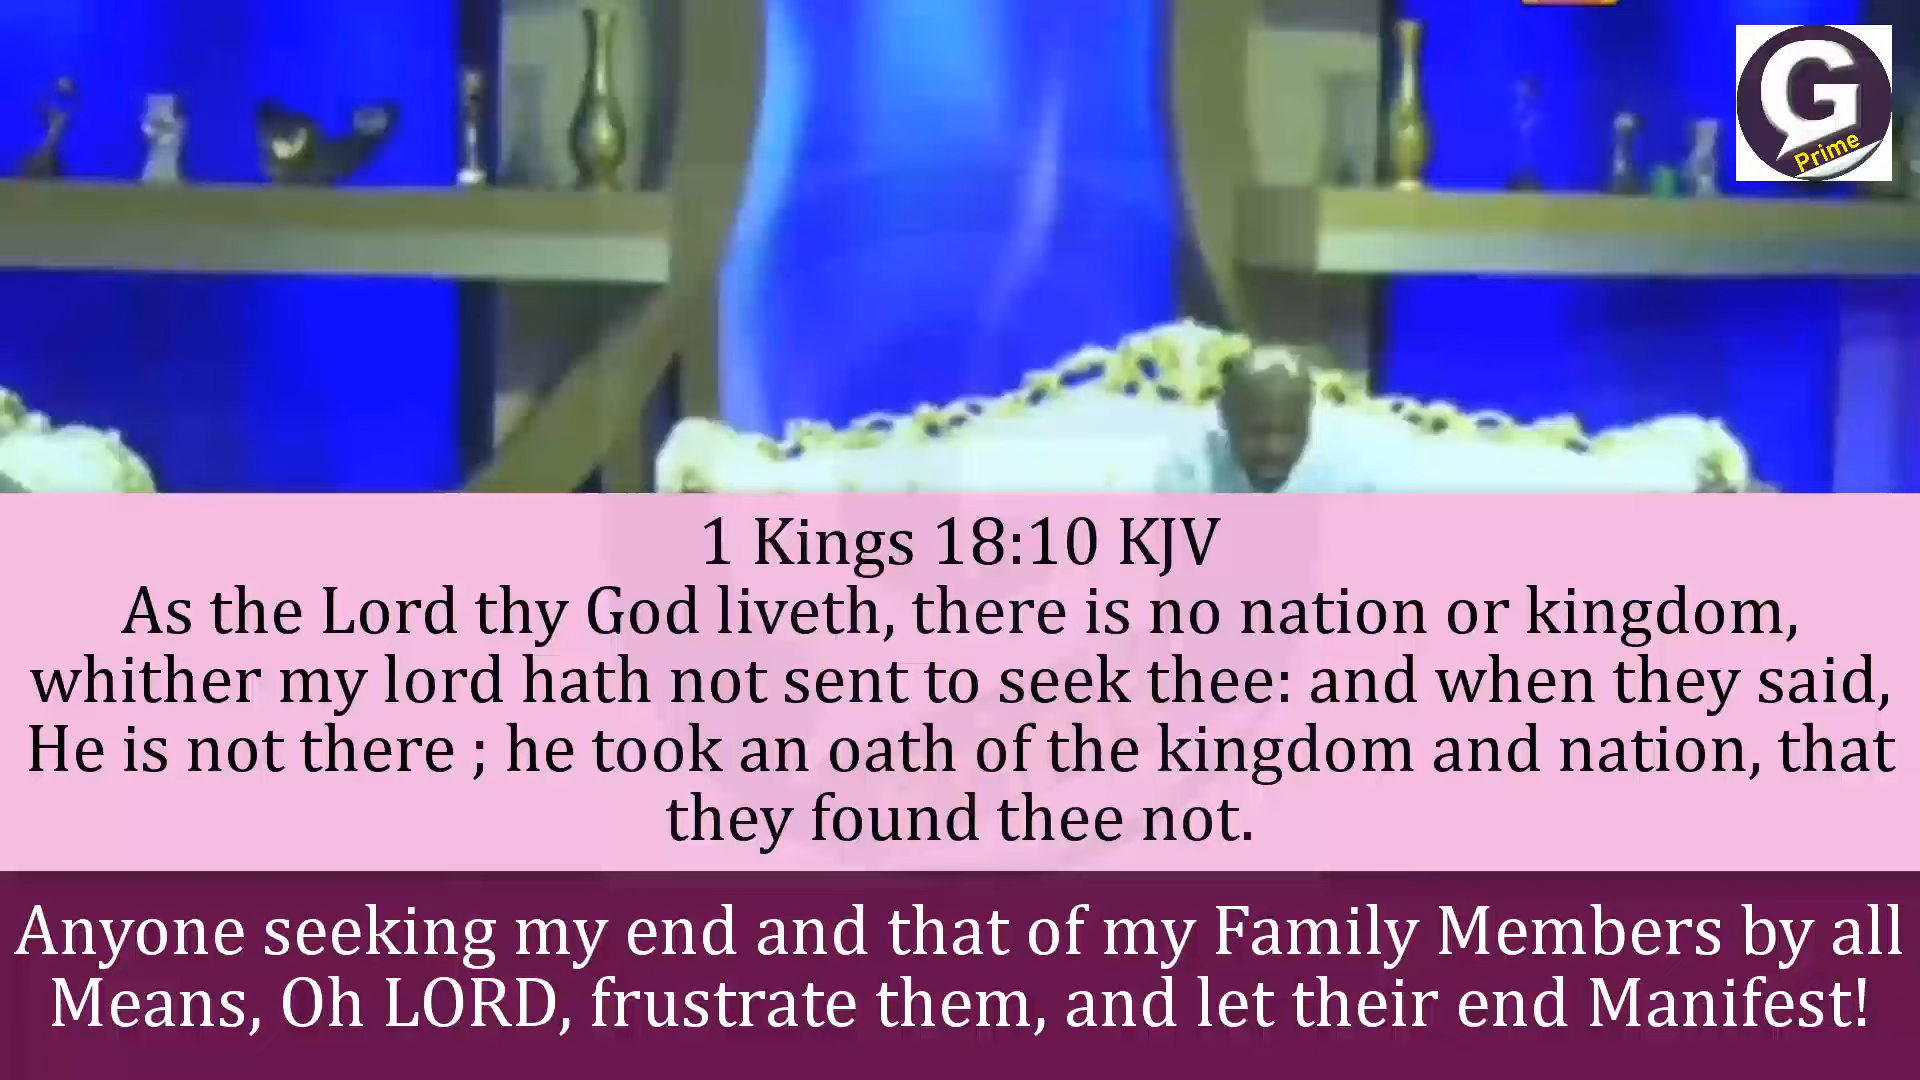 G
Prime
1 Kings 18:10 KJV
As the Lord thy God liveth, there is no nation or kingdom,
whither my lord hath not sent to seek thee: and when they said,
He is not there ; he took an oath of the kingdom and nation, that
they found thee not.
Anyone seeking my end and that of my Family Members by all
Means, Oh LORD, frustrate them, and let their end Manifest!